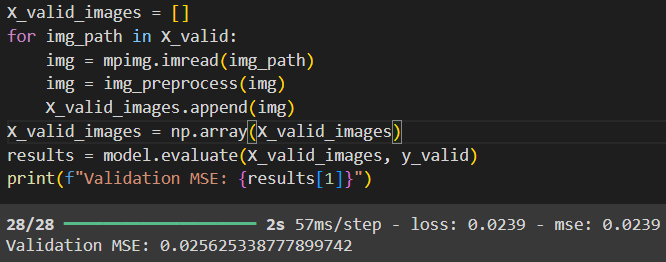 X_valid_images = []
for img_path in X_valid:
    img = mpimg.imread(img_path)
    img = img_preprocess(img)
    X_valid_images.append(img)
X_valid_images = np.array(X_valid_images)
results = model.evaluate(X_valid_images, y_valid)
print(f"Validation MSE: {results[1]}")
28/28 ━━━━━━━━━━━━━━━━━━━━ 2s 57ms/step - loss: 0.0239 - mse: 0.0239
Validation MSE: 0.025625338777899742